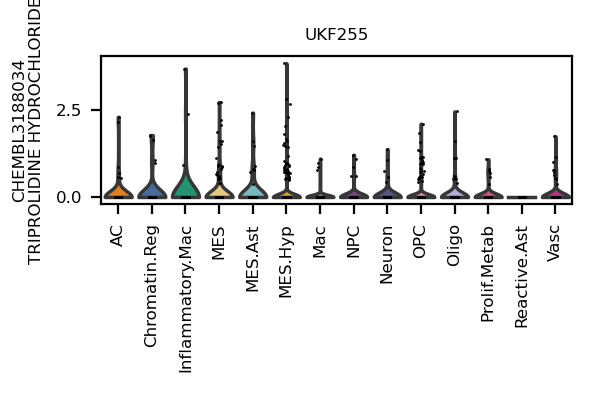 UKF255
CHEMBL3188034
TRIPROLIDINE HYDROCHLORIDE
2.5
0.0
AC
Chromatin.Reg
Inflammatory.Mac
MES
MES.Ast
MES.Hyp
Mac
NPC
Neuron
OPC
Oligo
Prolif.Metab
Reactive.Ast
Vasc